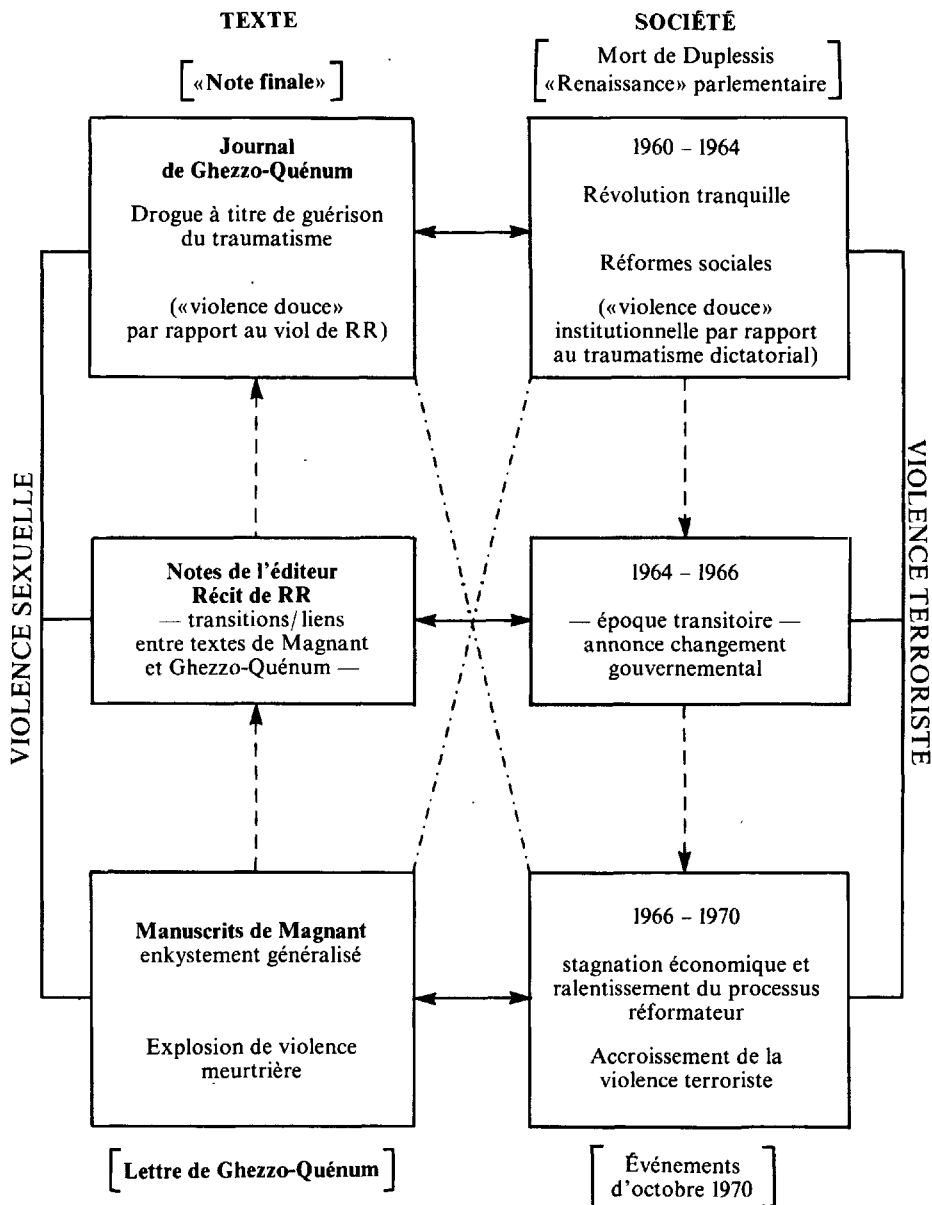 TEXTE
[«Note finale»]
Journal
de Ghezzo-Quénum
Drogue à titre de guérison
du traumatisme
(«violence douce»
par rapport au viol de RR)
Notes de l'éditeur
Récit de RR
— transitions/liens
entre textes de Magnant
et Ghezzo-Quénum —
Manuscrits de Magnant
enkystement généralisé
Explosion de violence
meurtrière
[Lettre de Ghezzo-Quénum]
VIOLENCE SEXUELLE
SOCIÉTÉ
Mort de Duplessis
«Renaissance» parlementaire
1960 – 1964
Révolution tranquille
Réformes sociales
(«violence douce»
institutionnelle par rapport
au traumatisme dictatorial)
1964 – 1966
— époque transitoire —
annonce changement
gouvernemental
1966 – 1970
stagnation économique et
ralentissement du processus
réformateur
Accroissement de la
violence terroriste
Événements
d'octobre 1970
VIOLENCE TERRORISTE